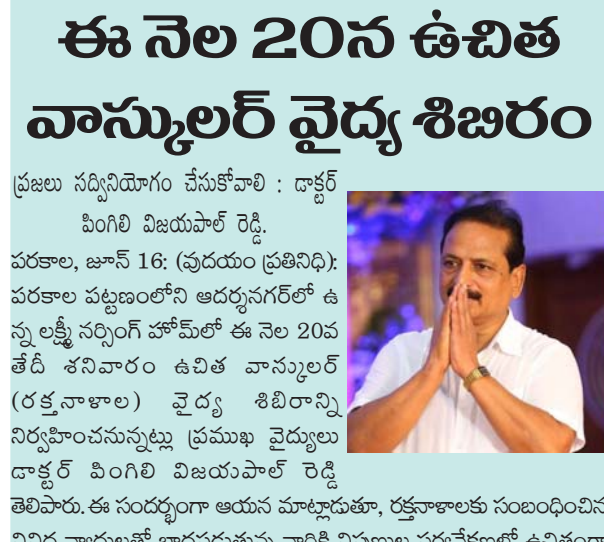 ఈ నెల 20న ఉచిత
వాస్కులర్ వైద్య శిబిరం
ప్రజలు సద్వినియోగం చేసుకోవాలి : డాక్టర్
పింగిలి విజయపాల్ రెడ్డి.
పరకాల, జూన్ 16: (వుదయం ప్రతినిధి):
పరకాల పట్టణంలోని ఆదర్శనగర్‌లో ఉ
న్న లక్ష్మీ నర్సింగ్ హోమ్‌లో ఈ నెల 20వ
తేదీ శనివారం ఉచిత వాస్కులర్
(రక్తనాళాల) వైద్య శిబిరాన్ని
నిర్వహించనున్నట్లు ప్రముఖ వైద్యులు
డాక్టర్ పింగిలి విజయపాల్ రెడ్డి
తెలిపారు.ఈ సందర్భంగా ఆయన మాట్లాడుతూ, రక్తనాళాలకు సంబంధించిన